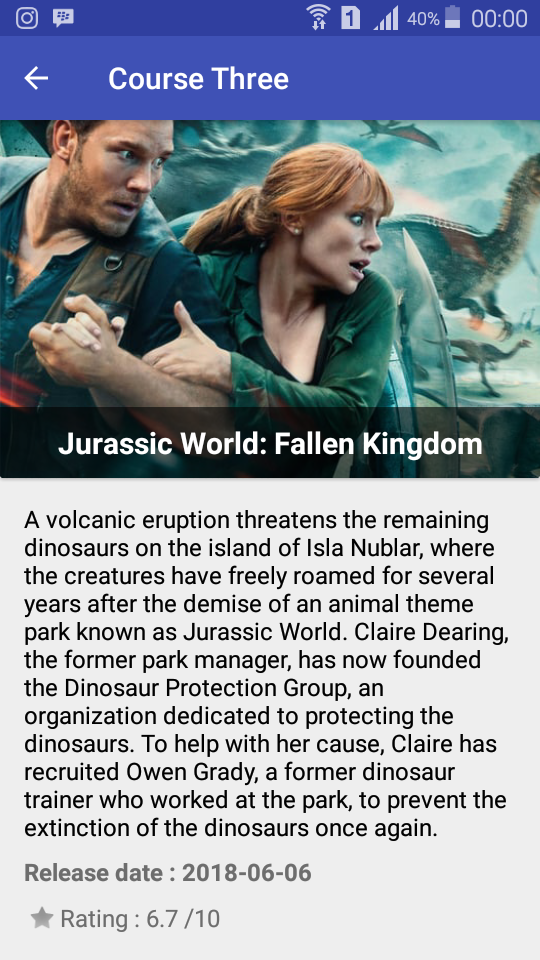 1 40% 00:00
Course Three
Jurassic World: Fallen Kingdom
A volcanic eruption threatens the remaining
dinosaurs on the island of Isla Nublar, where
the creatures have freely roamed for several
years after the demise of an animal theme
park known as Jurassic World. Claire Dearing,
the former park manager, has now founded
the Dinosaur Protection Group, an
organization dedicated to protecting the
dinosaurs. To help with her cause, Claire has
recruited Owen Grady, a former dinosaur
trainer who worked at the park, to prevent the
extinction of the dinosaurs once again.
Release date : 2018-06-06
Rating : 6.7 /10